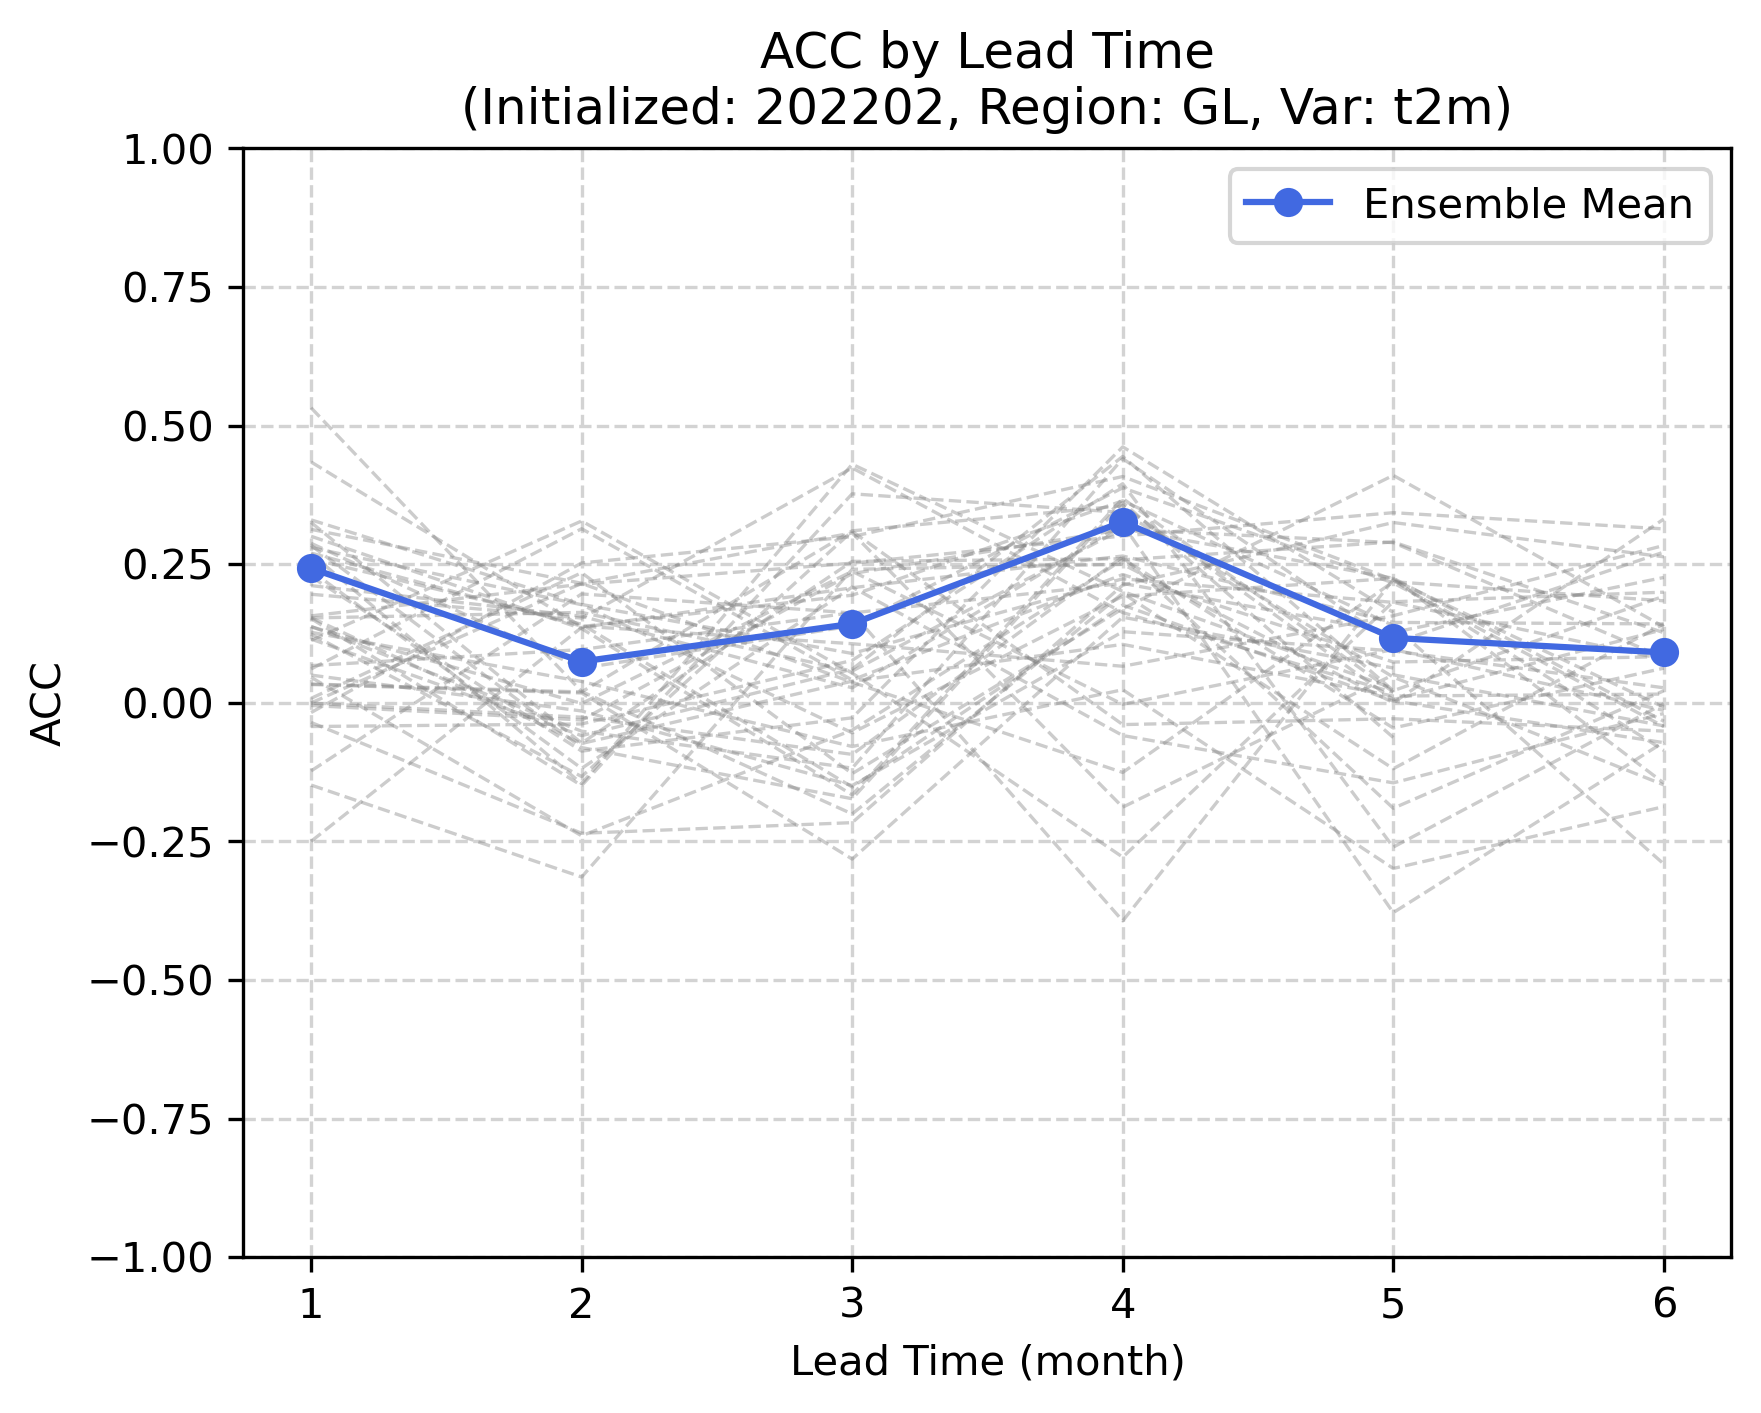 ACC by Lead Time
(Initialized: 202202, Region: GL, Var: t2m)
Ensemble Mean
1.00
0.75
0.50
0.25
0.00
−0.25
−0.50
−0.75
−1.00
ACC
1 2 3 4 5 6
Lead Time (month)